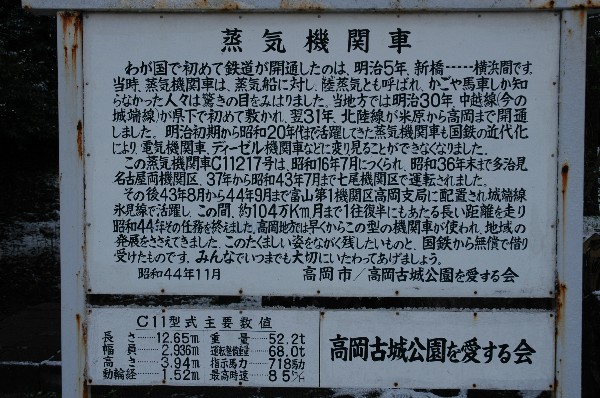 蒸気機関車
わが国で初めて鉄道が開通したのは、明治5年、新橋-----横浜間です。
当時、蒸気機関車は、蒸気船に対し、陸蒸気とも呼ばれ、かごや馬車しか知
らなかった人々は驚きの目をみはりました。当地方では明治30年、中越線(今の
城端線)が県下で初めて敷かれ、翌31年、北陸線が米原から高岡まで開通
しました。明治初期から昭和20年代まで活躍してきた蒸気機関車も国鉄の近代化
により、電気機関車、ディーゼル機関車などに変り見ることができなくなりました。
この蒸気機関車C11217号は、昭和16年7月につくられ、昭和36年末まで多治見
名古屋両機関区、37年から昭和43年7月まで七尾機関区で運転されました。
その後43年8月から44年9月まで富山第1機関区高岡支局に配置され城端線
氷見線で活躍し、この間、約104万Km月まで1往復半にもあたる長い距離を走り
昭和44年その任務を終えました。高岡地方では早くからこの型の機関車が使われ、地域の
発展をささえてきました。このたくましい姿をながく残したいものと、国鉄から無償で借り
受けたものです。みんなでいつまでも大切にいたわってあげましょう。
昭和44年11月 高岡市/高岡古城公園を愛する会
C11型式主要数値
長さ……12.65m 重量……52.2t
幅員……2.936m 運転整備重量…68.0t
高さ……3.94m 指示馬力……718馬力
動輪経……1.52m 最高時速……85㌔/h
高岡古城公園を愛する会